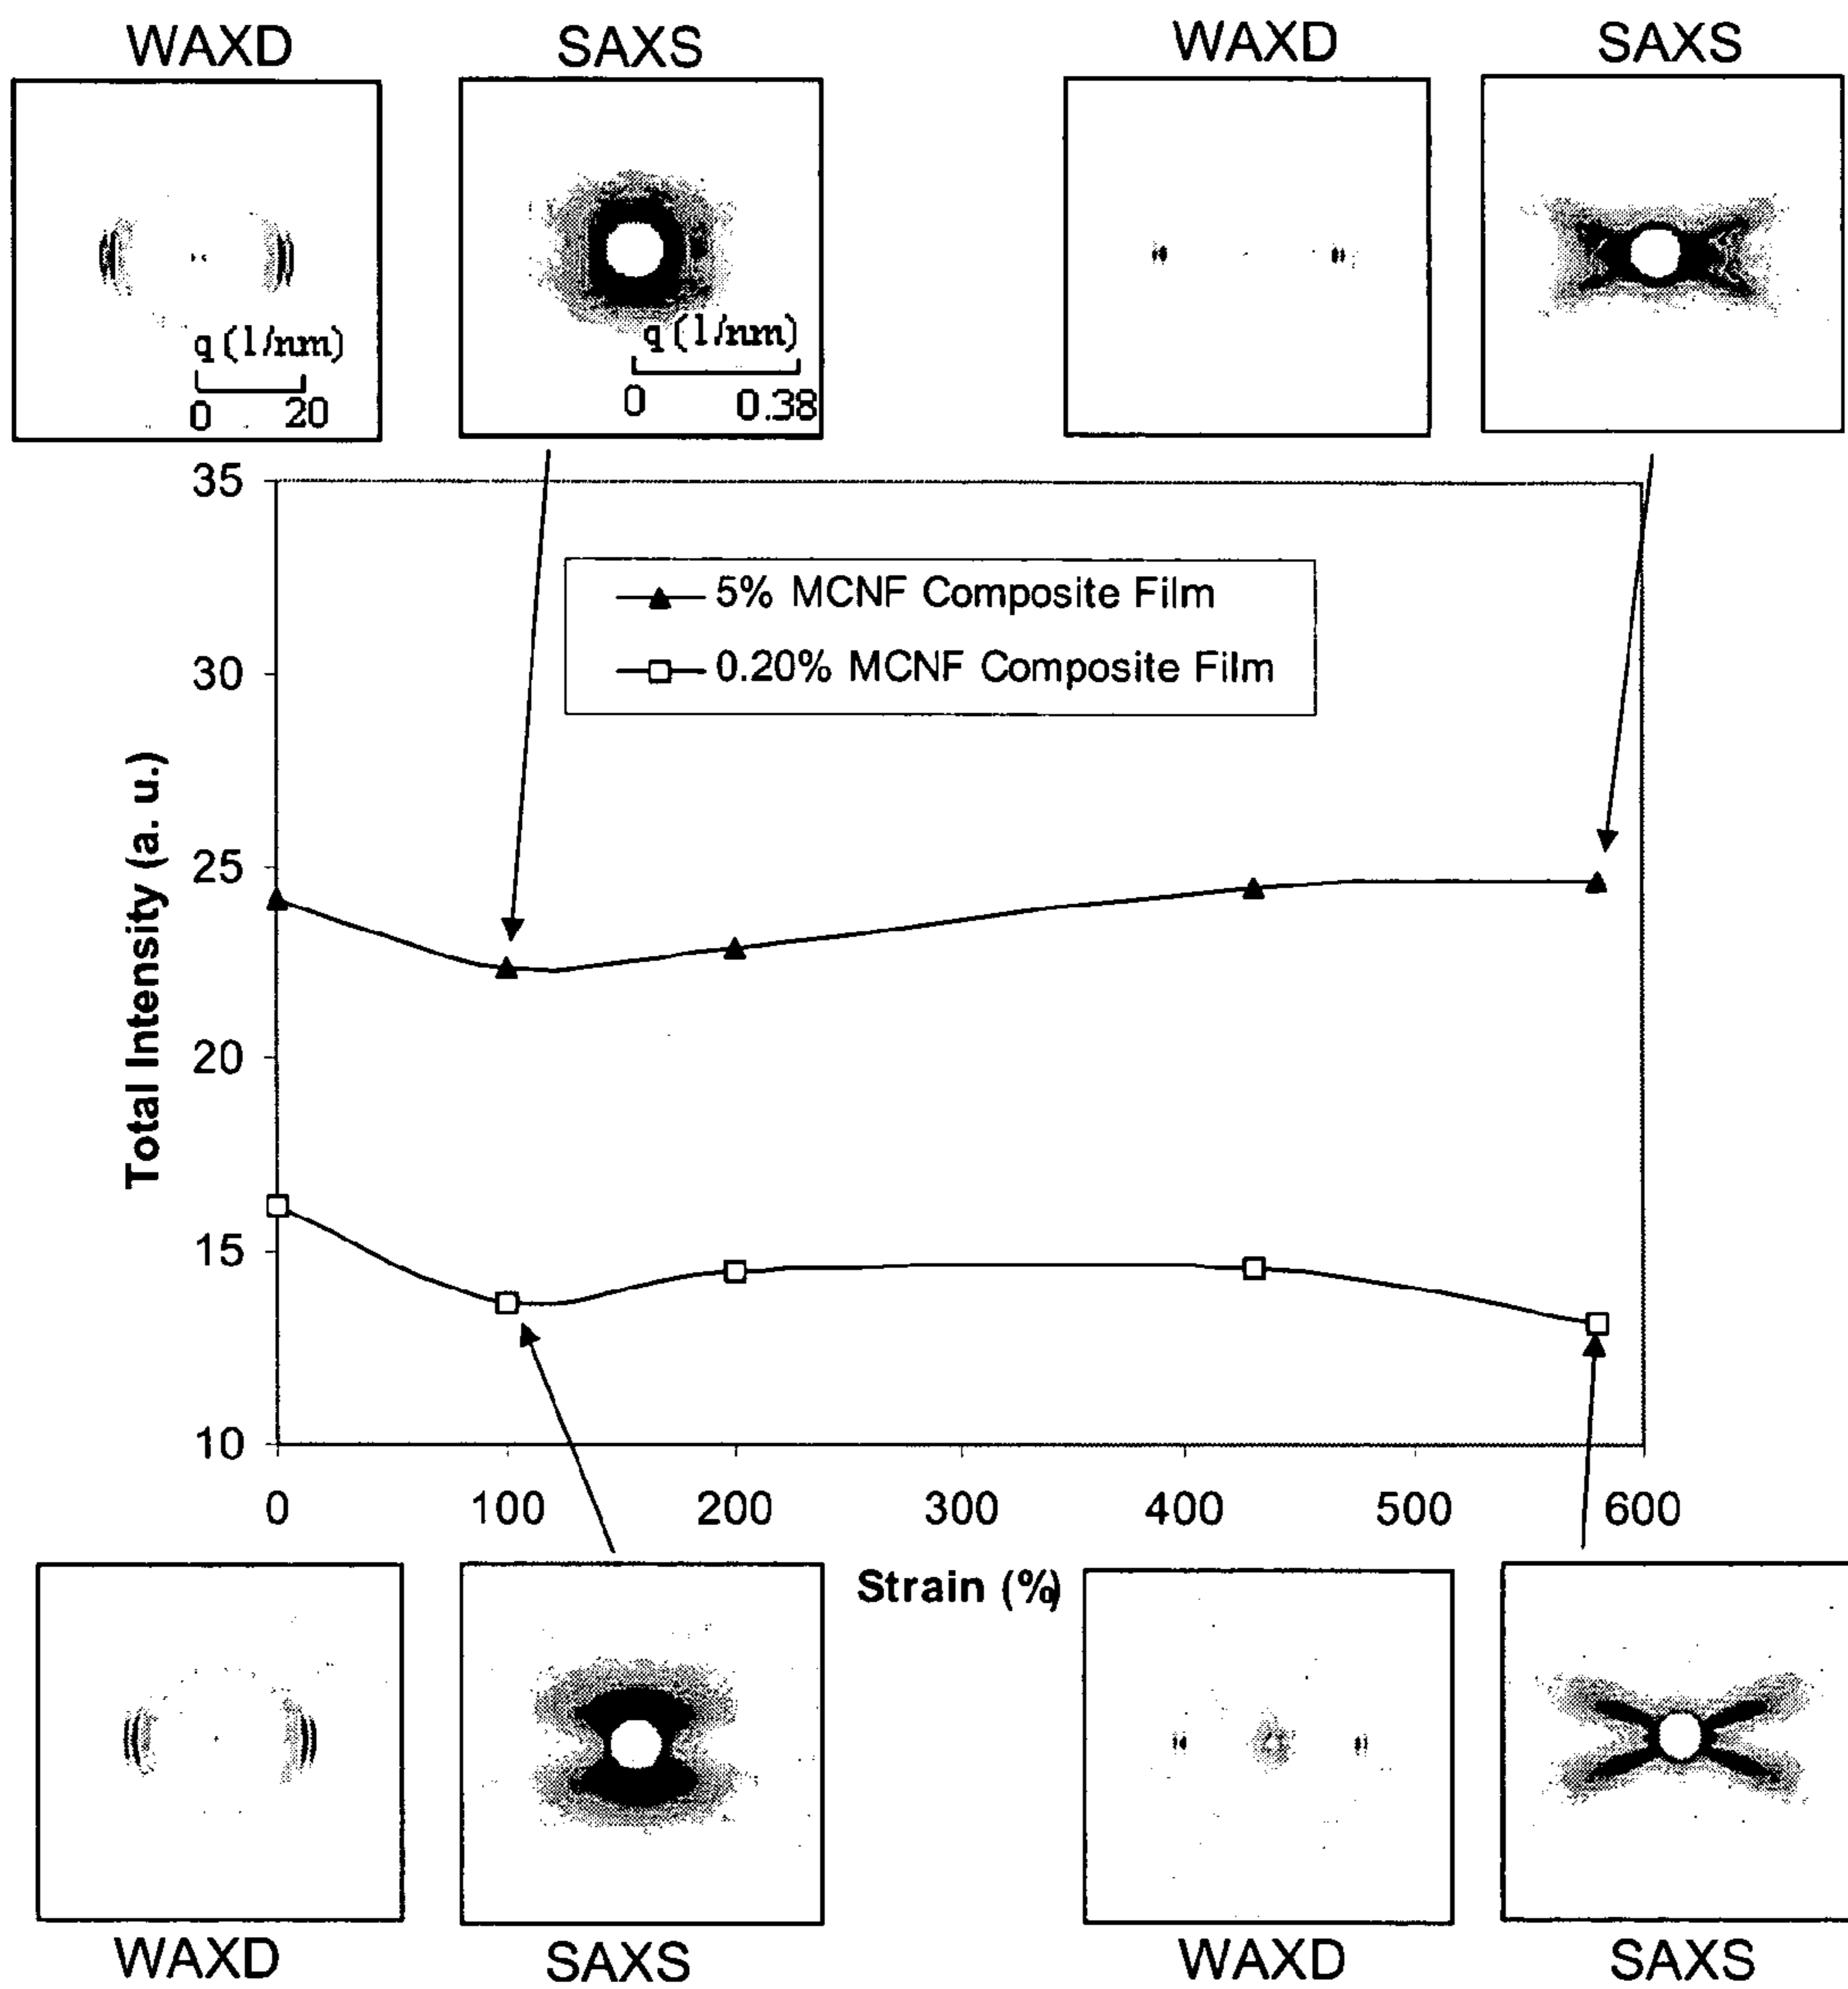 WAXD
SAXS
WAXD
SAXS
q (1/nm)
0 20
q (1/nm)
0 0.38
35
30
25
20
15
10
Total Intensity (a. u.)
5% MCNF Composite Film
0.20% MCNF Composite Film
0 100 200 300 400 500 600
Strain (%)
WAXD
SAXS
WAXD
SAXS